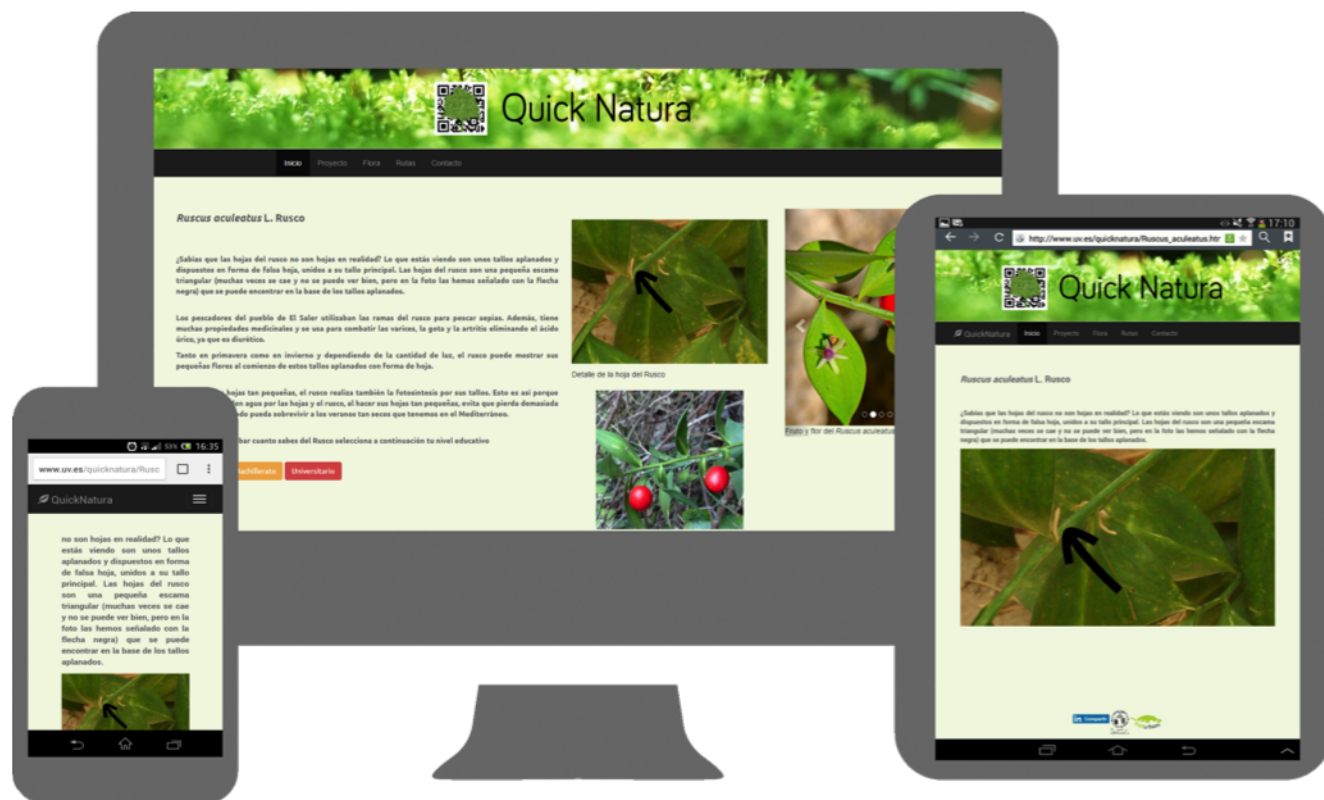 Quick Natura
Inicio Proyecto Flora Rutas Contacto
Ruscus aculeatus L. Rusco
¿Sabías que las hojas del rusco no son hojas en realidad? Lo que estás viendo son unos tallos aplanados y
dispuestos en forma de falsa hoja, unidos a su tallo principal. Las hojas del rusco son una pequeña escama
triangular (muchas veces se cae y no se puede ver bien, pero en la foto las hemos señalado con la flecha
negra) que se puede encontrar en la base de los tallos aplanados.
Los pescadores del pueblo de El Saler utilizaban las ramas del rusco para pescar sepias. Además, tiene
muchas propiedades medicinales y se usa para combatir las varices, la gota y la artritis eliminando el ácido
úrico, ya que es diurético.
Tanto en primavera como en invierno y dependiendo de la cantidad de luz, el rusco puede mostrar sus
pequeñas flores al comienzo de estos tallos aplanados con forma de hoja.
hojas tan pequeñas, el rusco realiza también la fotosíntesis por sus tallos. Esto es así porque
en agua por las hojas y el rusco, al hacer sus hojas tan pequeñas, evita que pierda demasiada
do pueda sobrevivir a los veranos tan secos que tenemos en el Mediterráneo.
bar cuanto sabes del Rusco selecciona a continuación tu nivel educativo
achillerato Universitario
Detalle de la hoja del Rusco
Fruto y flor del Ruscus aculeatus
53% 16:35
www.uv.es/quicknatura/Rusc
QuickNatura
no son hojas en realidad? Lo que
estás viendo son unos tallos
aplanados y dispuestos en forma
de falsa hoja, unidos a su tallo
principal. Las hojas del rusco
son una pequeña escama
triangular (muchas veces se cae
y no se puede ver bien, pero en la
foto las hemos señalado con la
flecha negra) que se puede
encontrar en la base de los tallos
aplanados.
17:10
http://www.uv.es/quicknatura/Ruscus_aculeatus.htr
Quick Natura
QuickNatura Inicio Proyecto Flora Rutas Contacto
Ruscus aculeatus L. Rusco
¿Sabías que las hojas del rusco no son hojas en realidad? Lo que estás viendo son unos tallos aplanados y
dispuestos en forma de falsa hoja, unidos a su tallo principal. Las hojas del rusco son una pequeña escama
triangular (muchas veces se cae y no se puede ver bien, pero en la foto las hemos señalado con la flecha
negra) que se puede encontrar en la base de los tallos aplanados.
in Compartir